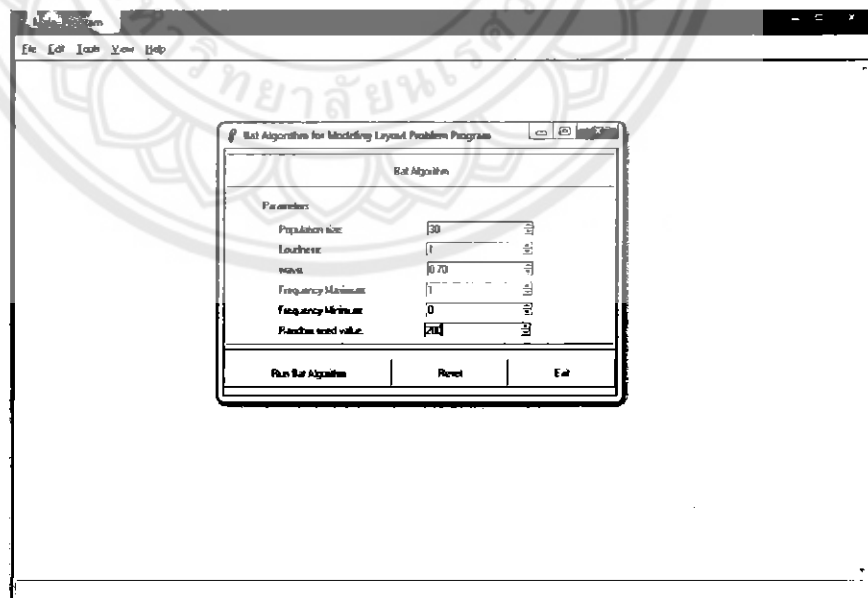 File Edit Tools View Help
Bat Algorithm for Modelling Layout Problem Program
Bat Algorithm
Parameters
Population size: 30
Loudness: 1
wave: 0.70
Frequency Maximum: 1
Frequency Minimum: 0
Random seed value: 200
Run Bat Algorithm Reset Exit